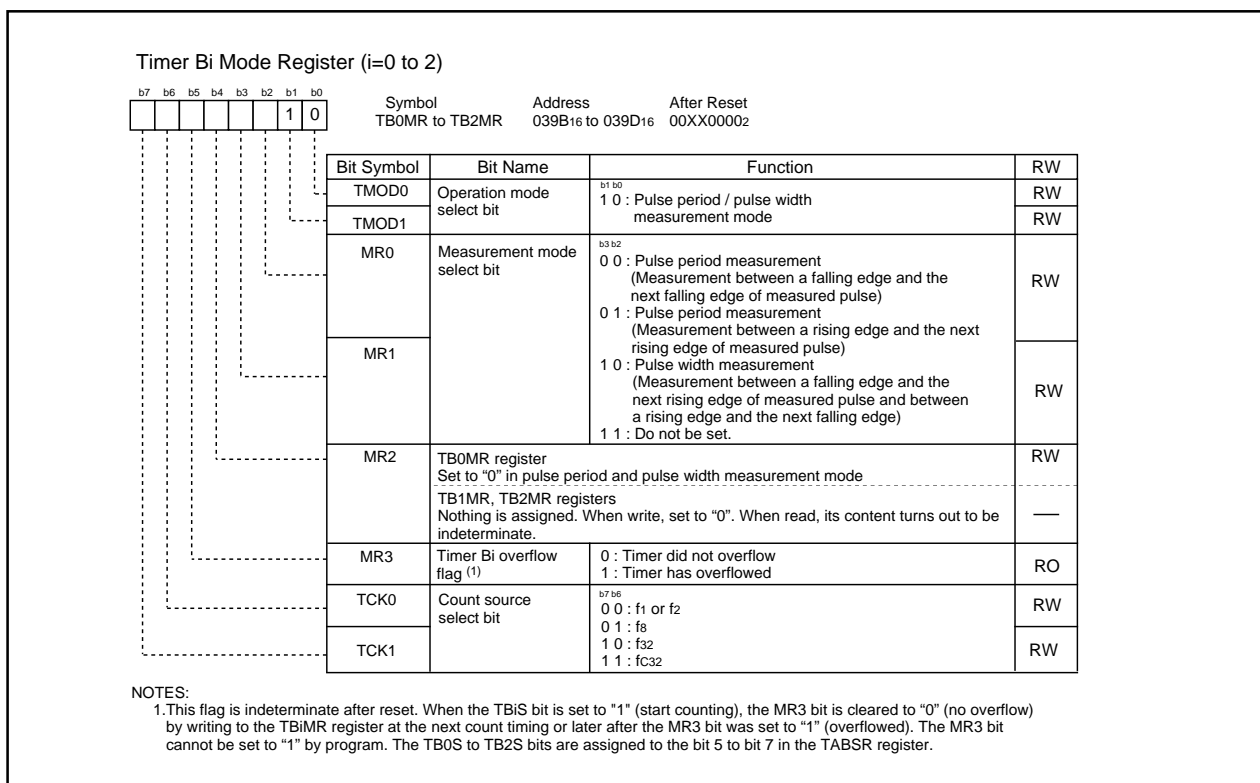 Timer Bi Mode Register (i=0 to 2)
b7 b6 b5 b4 b3 b2 b1 b0
1 0
Symbol Address After Reset
TB0MR to TB2MR 039B16 to 039D16 00XX00002
Bit Symbol Bit Name Function RW
TMOD0 Operation mode select bit RW
b1 b0
1 0 : Pulse period / pulse width
measurement mode
TMOD1 RW
MR0 Measurement mode select bit RW
b3 b2
0 0 : Pulse period measurement
(Measurement between a falling edge and the
next falling edge of measured pulse)
0 1 : Pulse period measurement
(Measurement between a rising edge and the next
rising edge of measured pulse)
MR1 RW
1 0 : Pulse width measurement
(Measurement between a falling edge and the
next rising edge of measured pulse and between
a rising edge and the next falling edge)
1 1 : Do not be set.
MR2 TB0MR register RW
Set to “0” in pulse period and pulse width measurement mode
TB1MR, TB2MR registers
Nothing is assigned. When write, set to “0”. When read, its content turns out to be —
indeterminate.
MR3 Timer Bi overflow 0 : Timer did not overflow RO
flag (1) 1 : Timer has overflowed
TCK0 Count source select bit RW
b7 b6
0 0 : f1 or f2
0 1 : f8
TCK1 1 0 : f32 RW
1 1 : fC32
NOTES:
1.This flag is indeterminate after reset. When the TBiS bit is set to "1" (start counting), the MR3 bit is cleared to “0” (no overflow)
by writing to the TBiMR register at the next count timing or later after the MR3 bit was set to “1” (overflowed). The MR3 bit
cannot be set to “1” by program. The TB0S to TB2S bits are assigned to the bit 5 to bit 7 in the TABSR register.